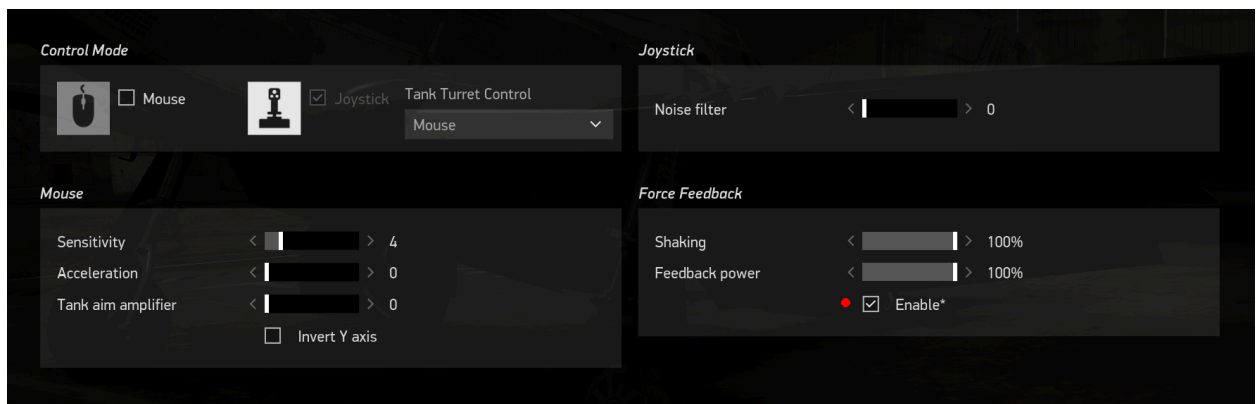 Control Mode
Mouse
Joystick
Tank Turret Control
Mouse
Joystick
Noise filter
0
Mouse
Sensitivity
4
Acceleration
0
Tank aim amplifier
0
Invert Y axis
Force Feedback
Shaking
100%
Feedback power
100%
Enable*